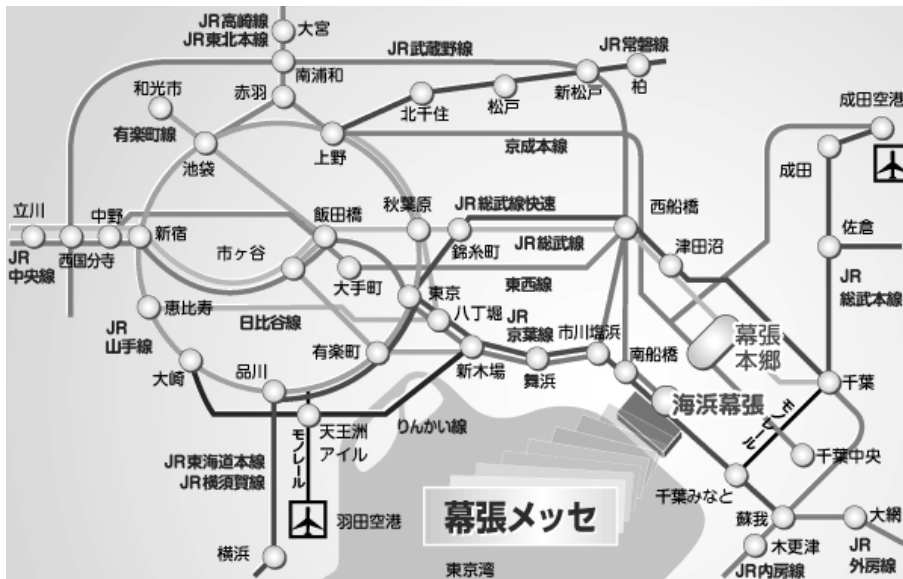 JR高崎線
JR東北本線
大宮
JR武蔵野線
JR常磐線
南浦和
和光市
赤羽
北千住
松戸
新松戸
柏
成田空港
有楽町線
池袋
上野
京成本線
成田
立川
中野
新宿
飯田橋
秋葉原
JR総武線快速
西船橋
佐倉
JR
中央線
西国分寺
市ヶ谷
大手町
錦糸町
JR総武線
東西線
津田沼
JR
総武本線
恵比寿
日比谷線
東京
八丁堀
JR
京葉線
市川塩浜
幕張
本郷
JR
山手線
大崎
品川
有楽町
新木場
舞浜
南船橋
千葉
海浜幕張
モノレール
りんかい線
天王洲
アイル
モノレール
千葉中央
JR東海道本線
JR横須賀線
千葉みなと
幕張メッセ
羽田空港
蘇我
大網
横浜
木更津
東京湾
JR内房線
JR
外房線